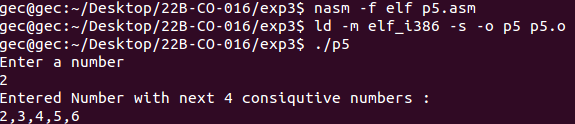 gec@gec:~/Desktop/22B-CO-016/exp3$ nasm -f elf p5.asm
gec@gec:~/Desktop/22B-CO-016/exp3$ ld -m elf_i386 -s -o p5 p5.o
gec@gec:~/Desktop/22B-CO-016/exp3$ ./p5
Enter a number
2
Entered Number with next 4 consiqutive numbers :
2,3,4,5,6